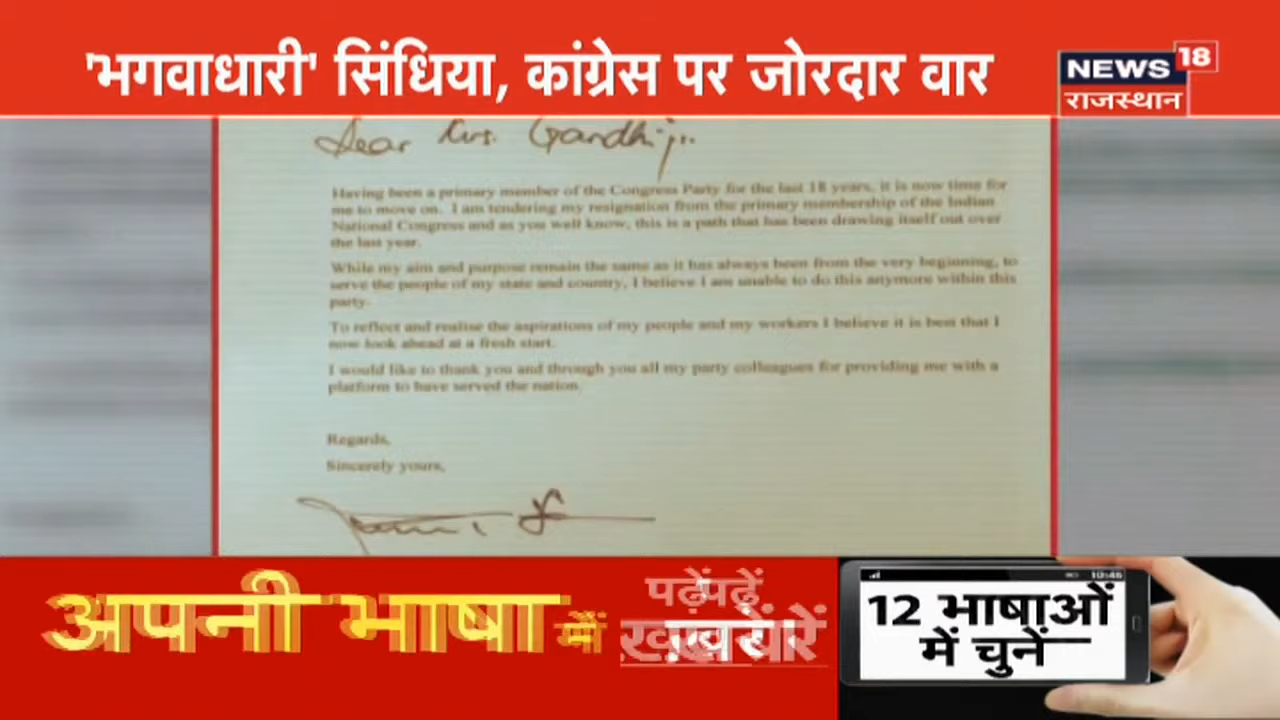 'भगवाधारी' सिंधिया, कांग्रेस पर जोरदार वार
NEWS 18
राजस्थान
Dear Mrs. Gandhiji.
Having been a primary member of the Congress Party for the last 18 years, it is now time for
me to move on. I am tendering my resignation from the primary membership of the Indian
National Congress and as you well know, this is a path that has been drawing itself out over
the last year.
While my aim and purpose remain the same as it has always been from the very beginning, to
serve the people of my state and country, I believe I am unable to do this anymore within this
party.
To reflect and realise the aspirations of my people and my workers I believe it is best that I
now look ahead at a fresh start.
I would like to thank you and through you all my party colleagues for providing me with a
platform to have served the nation.
Regards,
Sincerely yours,
अपनी भाषा में
पढ़ें
ख़बरें
10:46
12 भाषाओं
में चुनें